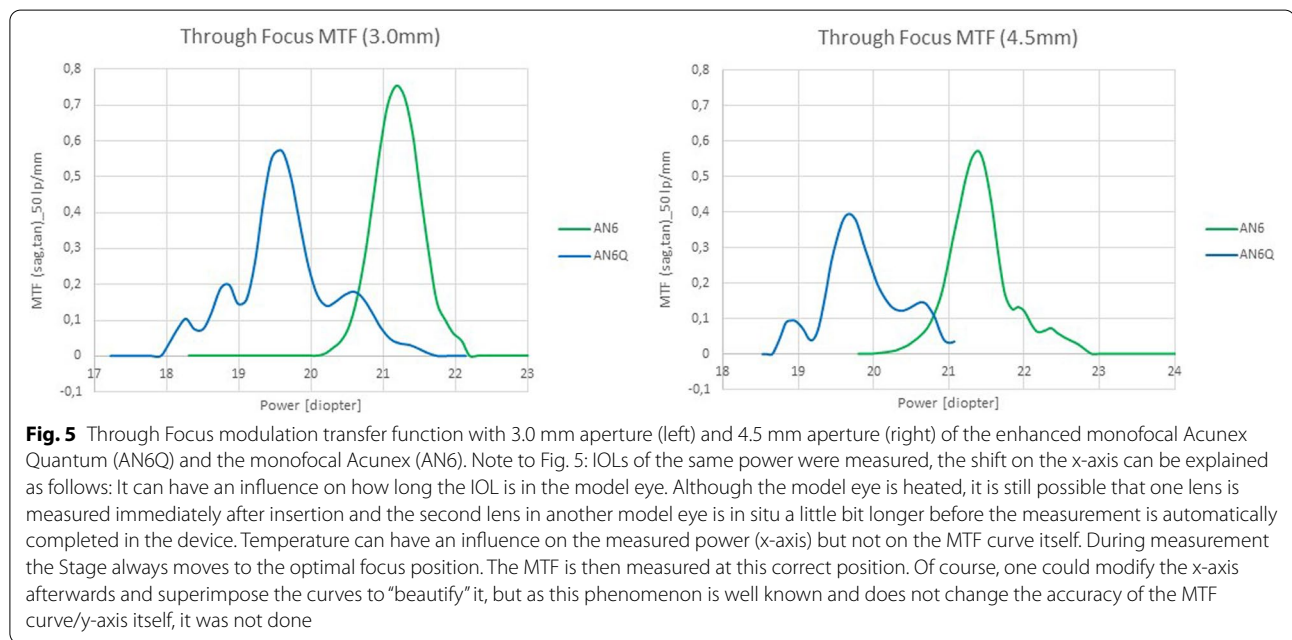 Through Focus MTF (3.0mm)
0,8
0,7
0,6
0,5
0,4
0,3
0,2
0,1
0
-0,1
MTF (sag,tan)_50 lp/mm
17 18 19 20 21 22 23
Power [diopter]
AN6
AN6Q
Through Focus MTF (4.5mm)
0,8
0,7
0,6
0,5
0,4
0,3
0,2
0,1
0
-0,1
MTF (sag,tan)_50 lp/mm
18 19 20 21 22 23 24
Power [diopter]
AN6
AN6Q
Fig. 5 Through Focus modulation transfer function with 3.0 mm aperture (left) and 4.5 mm aperture (right) of the enhanced monofocal Acunex
Quantum (AN6Q) and the monofocal Acunex (AN6). Note to Fig. 5: IOLs of the same power were measured, the shift on the x-axis can be explained
as follows: It can have an influence on how long the IOL is in the model eye. Although the model eye is heated, it is still possible that one lens is
measured immediately after insertion and the second lens in another model eye is in situ a little bit longer before the measurement is automatically
completed in the device. Temperature can have an influence on the measured power (x-axis) but not on the MTF curve itself. During measurement
the Stage always moves to the optimal focus position. The MTF is then measured at this correct position. Of course, one could modify the x-axis
afterwards and superimpose the curves to “beautify” it, but as this phenomenon is well known and does not change the accuracy of the MTF
curve/y-axis itself, it was not done